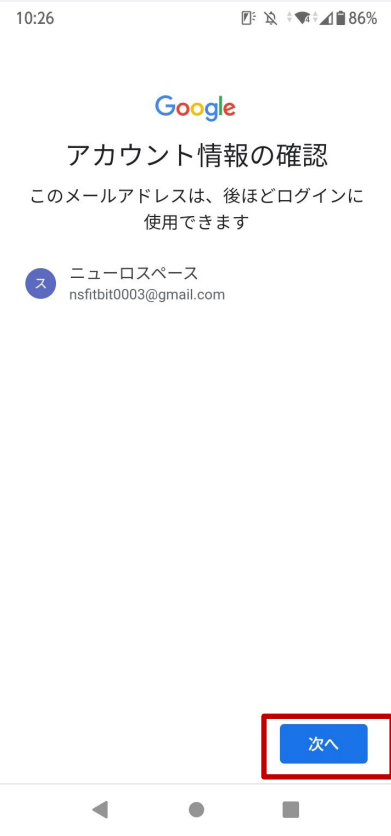 10:26
86%
Google
アカウント情報の確認
このメールアドレスは、後ほどログインに
使用できます
ス
ニューロスペース
nsfitbit0003@gmail.com
次へ